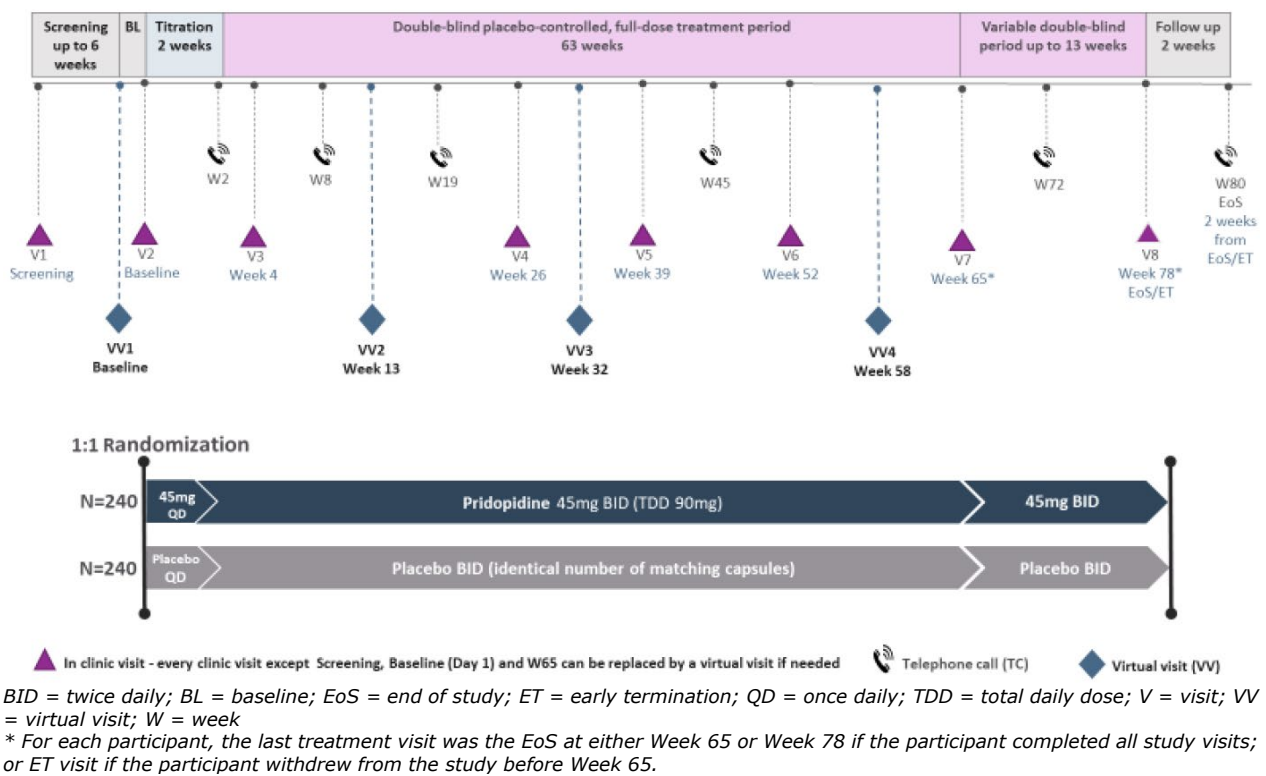 Screening
up to 6
weeks
BL
Titration
2 weeks
Double-blind placebo-controlled, full-dose treatment period
63 weeks
Variable double-blind
period up to 13 weeks
Follow up
2 weeks
W2
W8
W19
W45
W72
W80
EoS
2 weeks
from
EoS/ET
V1
Screening
V2
Baseline
V3
Week 4
V4
Week 26
V5
Week 39
V6
Week 52
V7
Week 65*
V8
Week 78*
EoS/ET
VV1
Baseline
VV2
Week 13
VV3
Week 32
VV4
Week 58
1:1 Randomization
N=240
45mg
QD
Pridopidine 45mg BID (TDD 90mg)
45mg BID
N=240
Placebo
QD
Placebo BID (identical number of matching capsules)
Placebo BID
In clinic visit - every clinic visit except Screening, Baseline (Day 1) and W65 can be replaced by a virtual visit if needed
Telephone call (TC)
Virtual visit (VV)
BID = twice daily; BL = baseline; EoS = end of study; ET = early termination; QD = once daily; TDD = total daily dose; V = visit; VV
= virtual visit; W = week
* For each participant, the last treatment visit was the EoS at either Week 65 or Week 78 if the participant completed all study visits;
or ET visit if the participant withdrew from the study before Week 65.